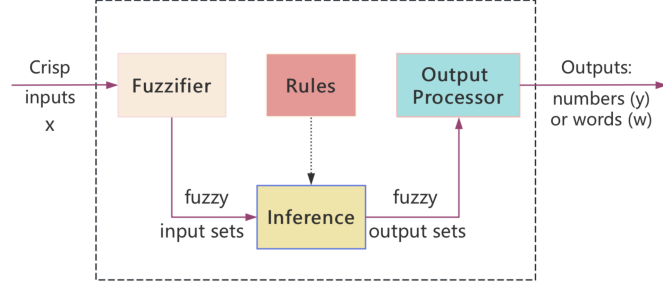 Crisp
inputs
x
Fuzzifier
Rules
Output
Processor
Outputs:
numbers (y)
or words (w)
fuzzy
input sets
Inference
fuzzy
output sets